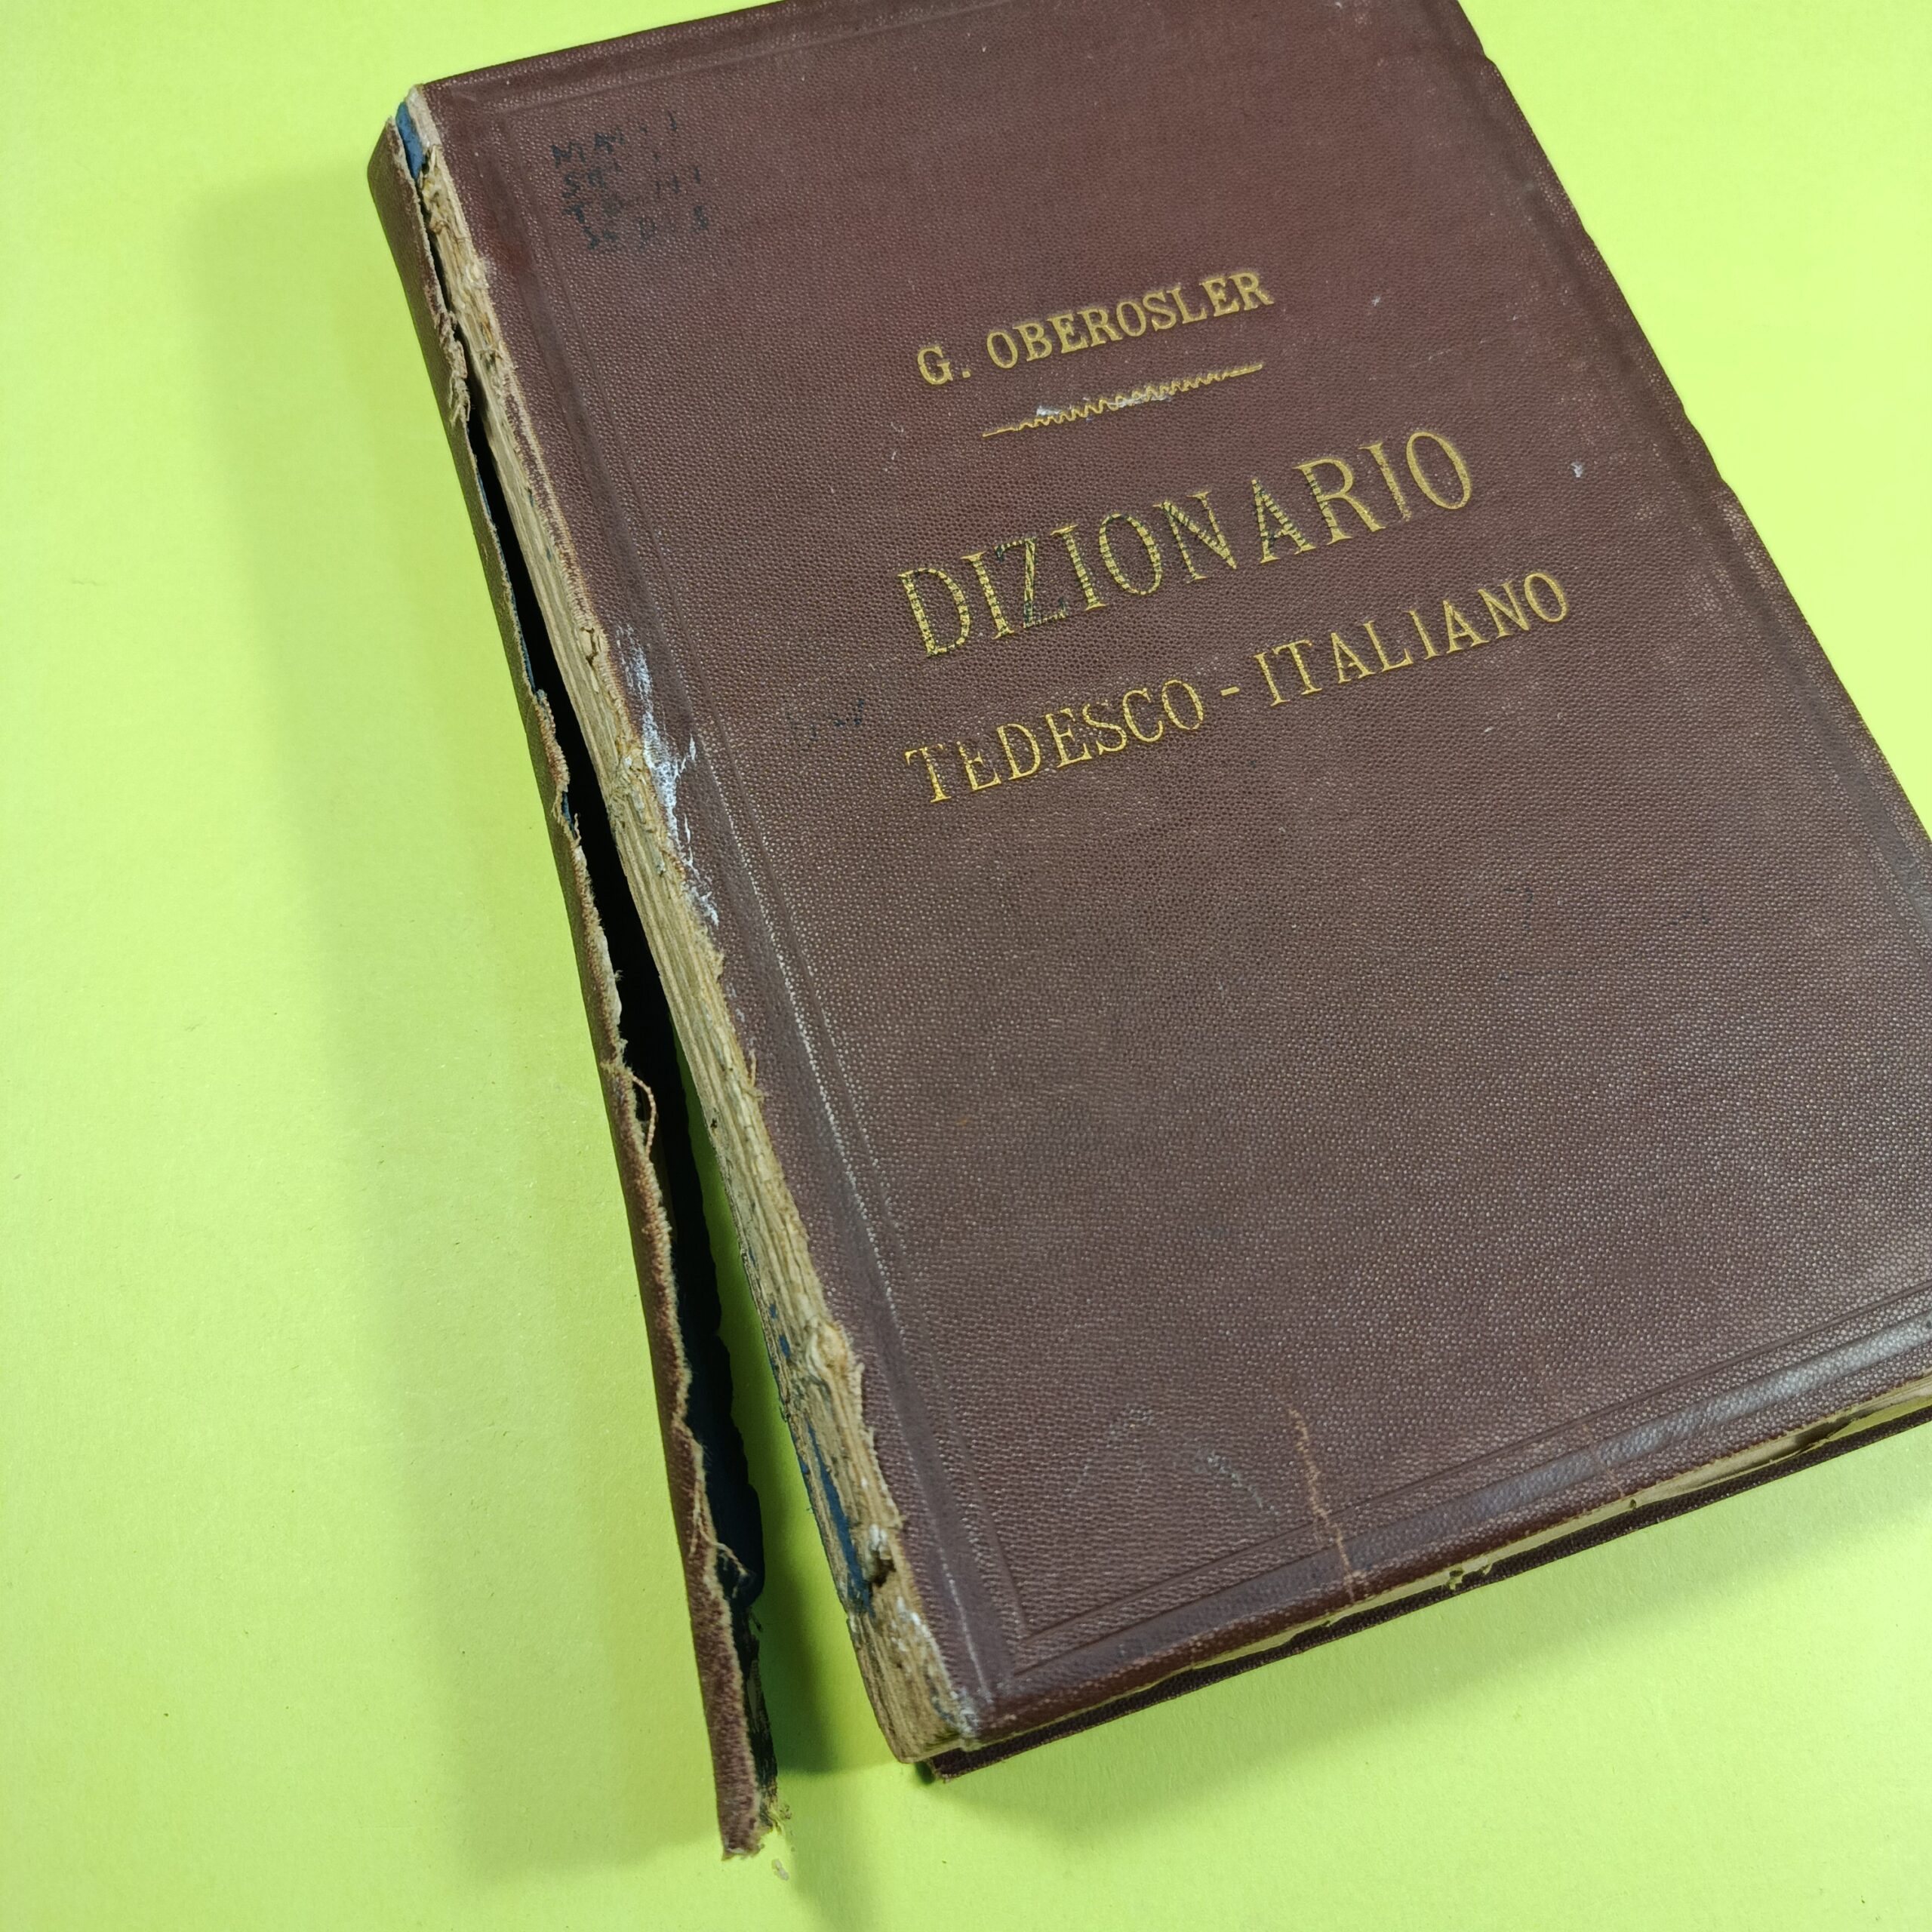 G. OBEROSLER
DIZIONARIO
TEDESCO - ITALIANO